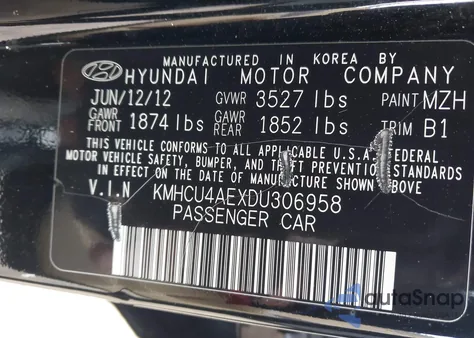 MANUFACTURED IN KOREA BY
HYUNDAI MOTOR COMPANY
JUN/12/12 GVWR 3527 lbs PAINT MZH
GAWR FRONT 1874 lbs GAWR REAR 1852 lbs TRIM B1
THIS VEHICLE CONFORMS TO ALL APPLICABLE U.S.A. FEDERAL
MOTOR VEHICLE SAFETY, BUMPER, AND THEFT PREVENTION STANDARDS
IN EFFECT ON THE DATE OF MANUFACTURE SHOWN ABOVE
V.I.N KMHCU4AEXDU306958
PASSENGER CAR
autoSnap